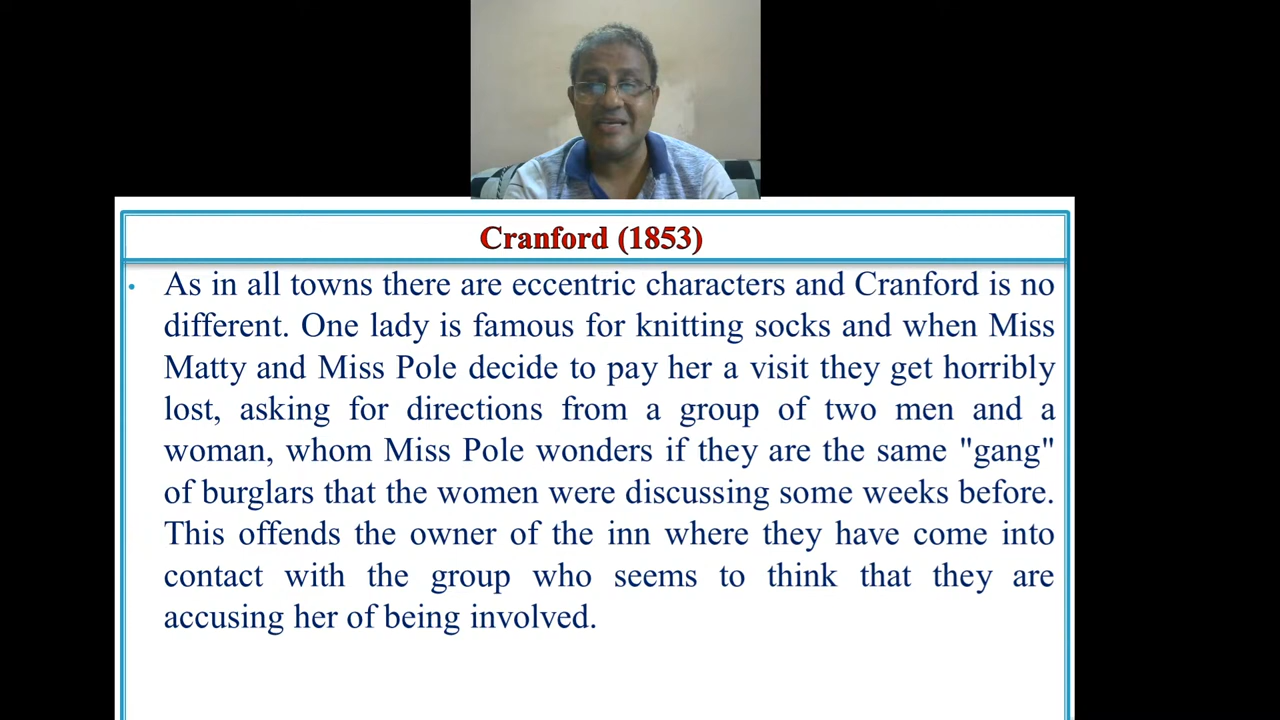 Cranford (1853)
• As in all towns there are eccentric characters and Cranford is no
different. One lady is famous for knitting socks and when Miss
Matty and Miss Pole decide to pay her a visit they get horribly
lost, asking for directions from a group of two men and a
woman, whom Miss Pole wonders if they are the same "gang"
of burglars that the women were discussing some weeks before.
This offends the owner of the inn where they have come into
contact with the group who seems to think that they are
accusing her of being involved.